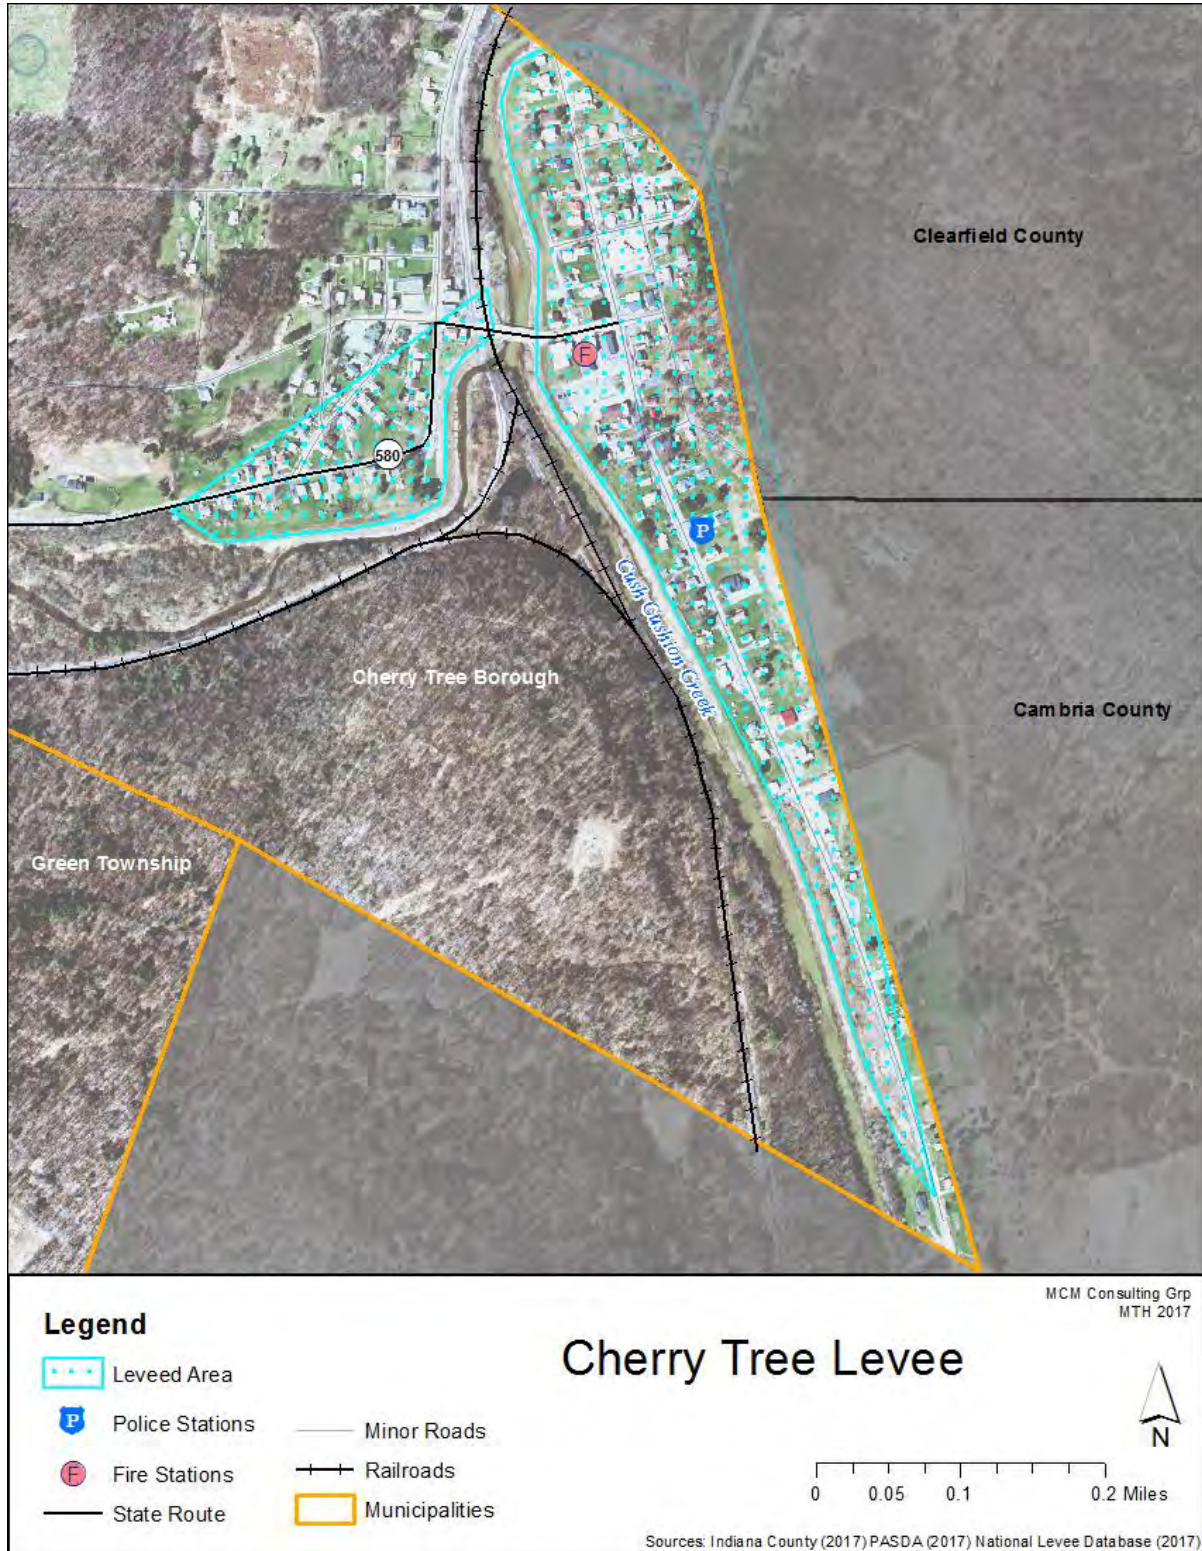 Clearfield County
F
580
P
Cush Cushion Creek
Cherry Tree Borough
Cambria County
Green Township
MCM Consulting Grp
MTH 2017
Legend
Cherry Tree Levee
Leveed Area
P Police Stations
Minor Roads
F Fire Stations
Railroads
State Route
Municipalities
N
0 0.05 0.1 0.2 Miles
Sources: Indiana County (2017) PASDA (2017) National Levee Database (2017)